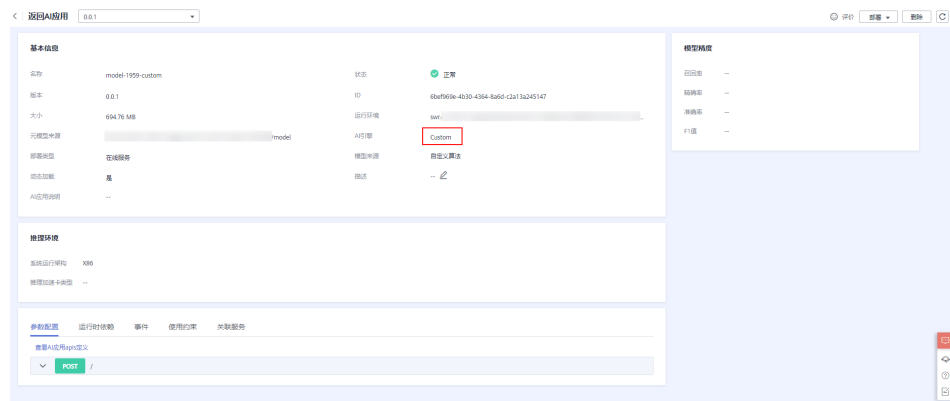 返回AI应用 0.0.1
评价 部署 删除
基本信息
名称 model-1959-custom 状态 正常
版本 0.0.1 ID 6bef969e-4b30-4364-8a6d-c2a13a245147
大小 694.76 MB 运行环境 swr.
元模型来源 /model AI引擎 Custom
部署类型 在线服务 模型来源 自定义算法
动态加载 是 描述 --
AI应用说明 --
模型精度
召回率 --
精确率 --
准确率 --
F1值 --
推理环境
系统运行架构 X86
推理加速卡类型 --
参数配置 运行时依赖 事件 使用约束 关联服务
查看AI应用apis定义
POST /